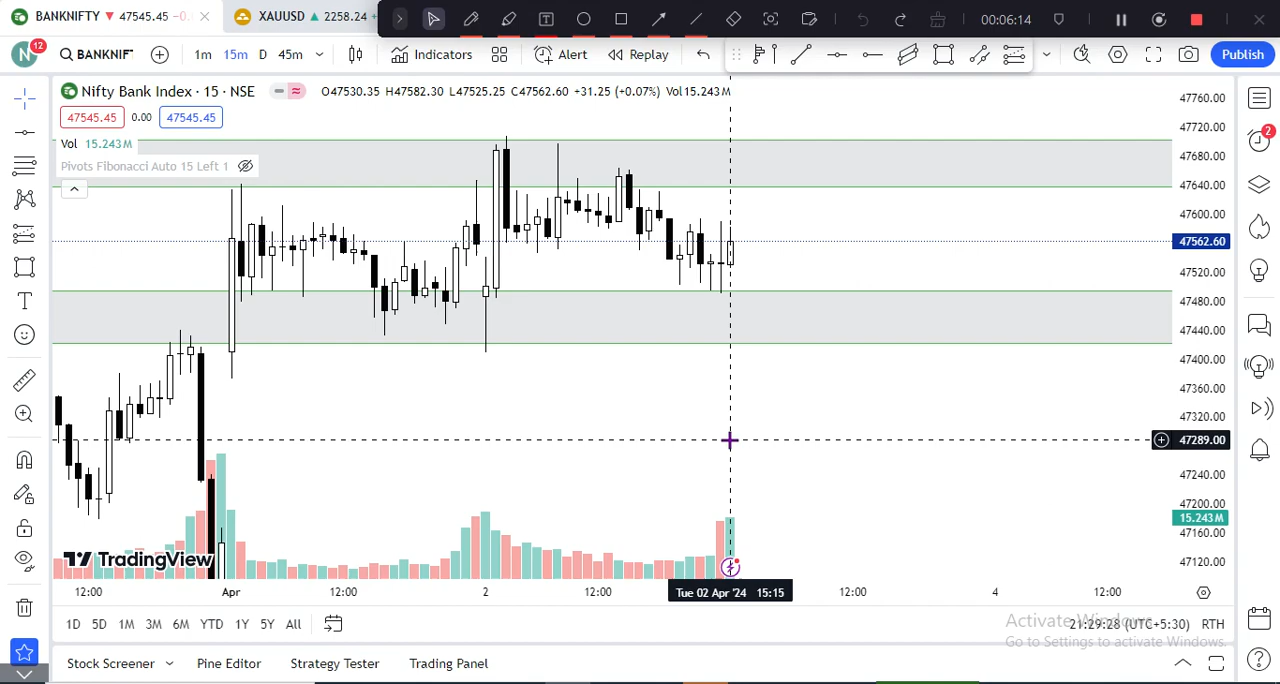 BANKNIFTY ▼ 47545.45 −0.
XAUUSD ▲ 2258.24
00:06:14
N 12
BANKNIF
1m 15m D 45m
Indicators
Alert
Replay
Publish
Nifty Bank Index · 15 · NSE
O47530.35 H47582.30 L47525.25 C47562.60 +31.25 (+0.07%) Vol15.243M
47545.45 0.00 47545.45
Vol 15.243M
Pivots Fibonacci Auto 15 Left 1
2
47760.00
47720.00
47680.00
47640.00
47600.00
47562.60
47520.00
47480.00
47440.00
47400.00
47360.00
47320.00
47289.00
47240.00
47200.00
15.243M
47160.00
47120.00
TradingView
12:00 Apr 12:00 2 12:00 Tue 02 Apr '24 15:15 12:00 4 12:00
1D 5D 1M 3M 6M YTD 1Y 5Y All
21:29:28 (UTC+5:30) RTH
Activate Windows
Go to Settings to activate Windows.
Stock Screener Pine Editor Strategy Tester Trading Panel